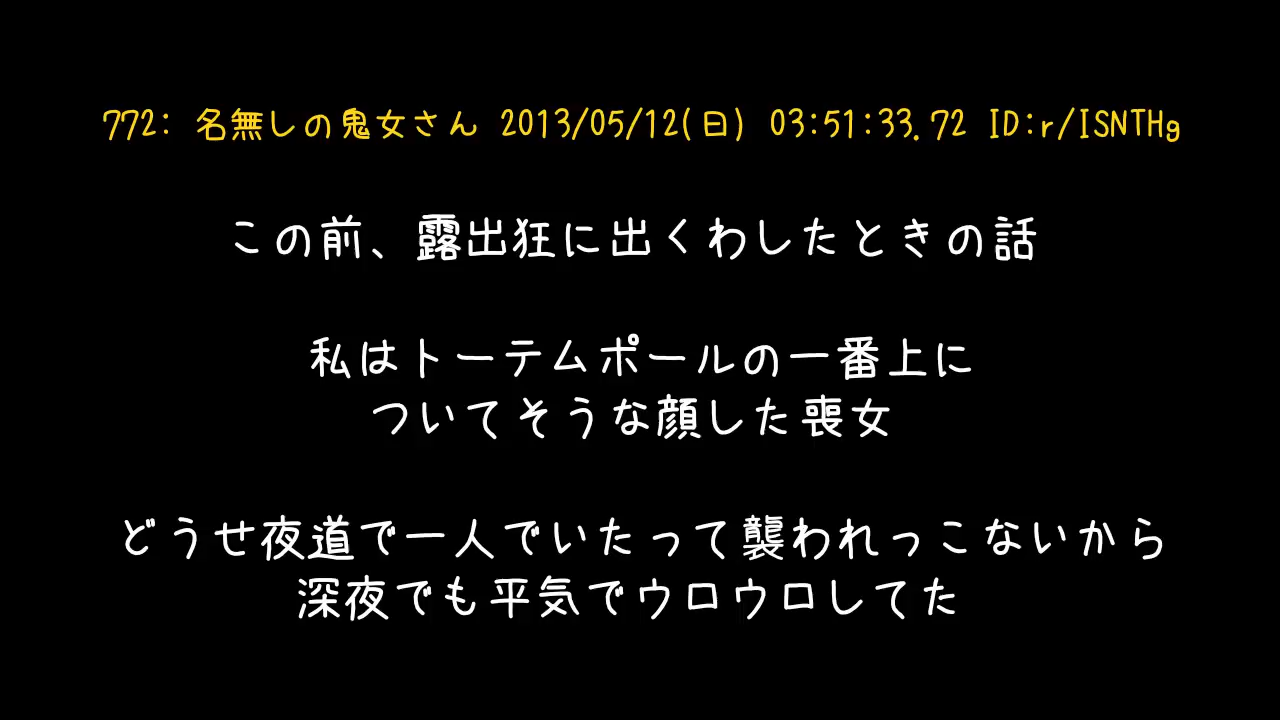 772: 名無しの鬼女さん 2013/05/12(日) 03:51:33.72 ID:r/ISNTHg
この前、露出狂に出くわしたときの話
私はトーテムポールの一番上に
ついてそうな顔した喪女
どうせ夜道で一人でいたって襲われっこないから
深夜でも平気でウロウロしてた